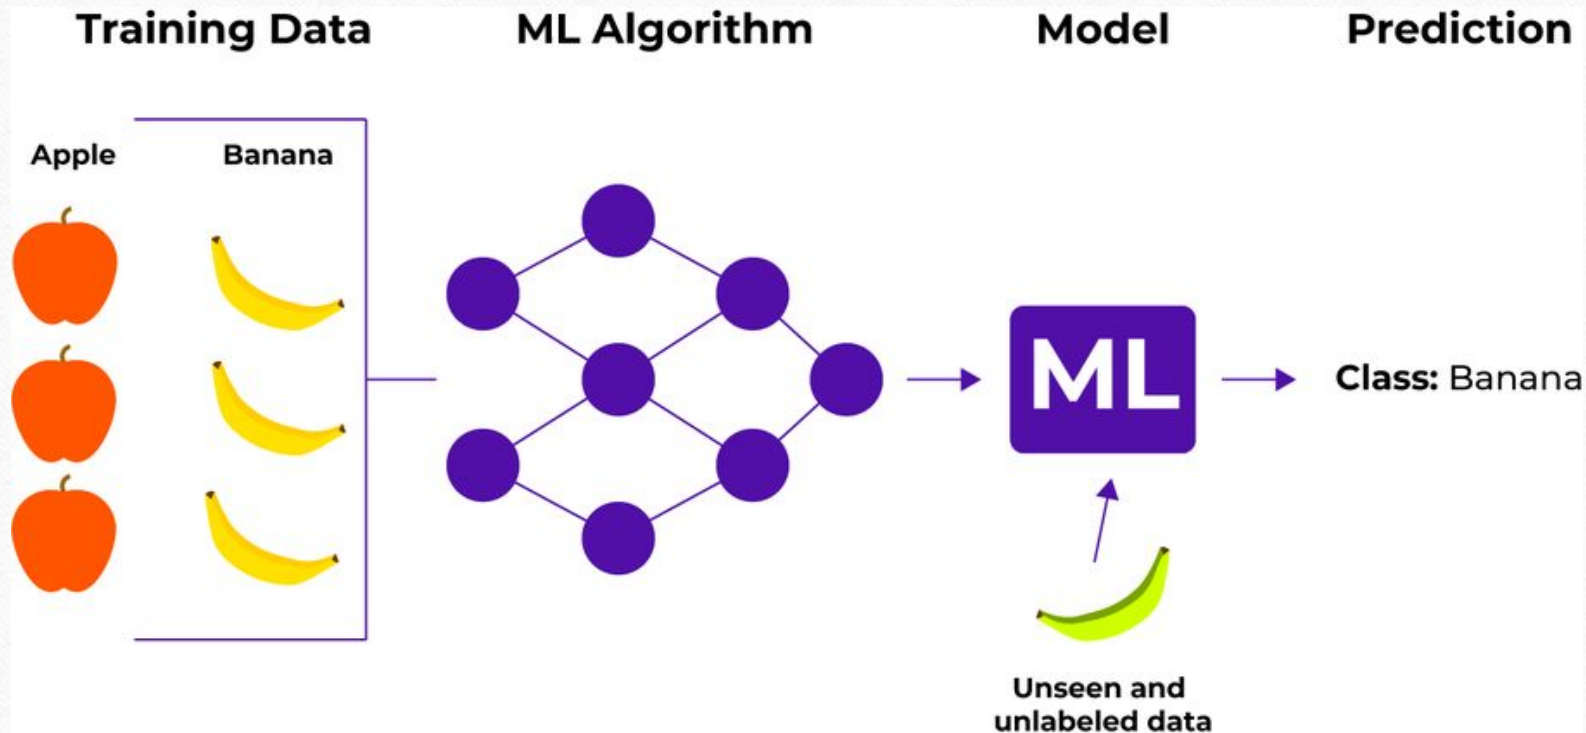 Training Data
ML Algorithm
Model
Prediction
Apple
Banana
ML
Class: Banana
Unseen and
unlabeled data